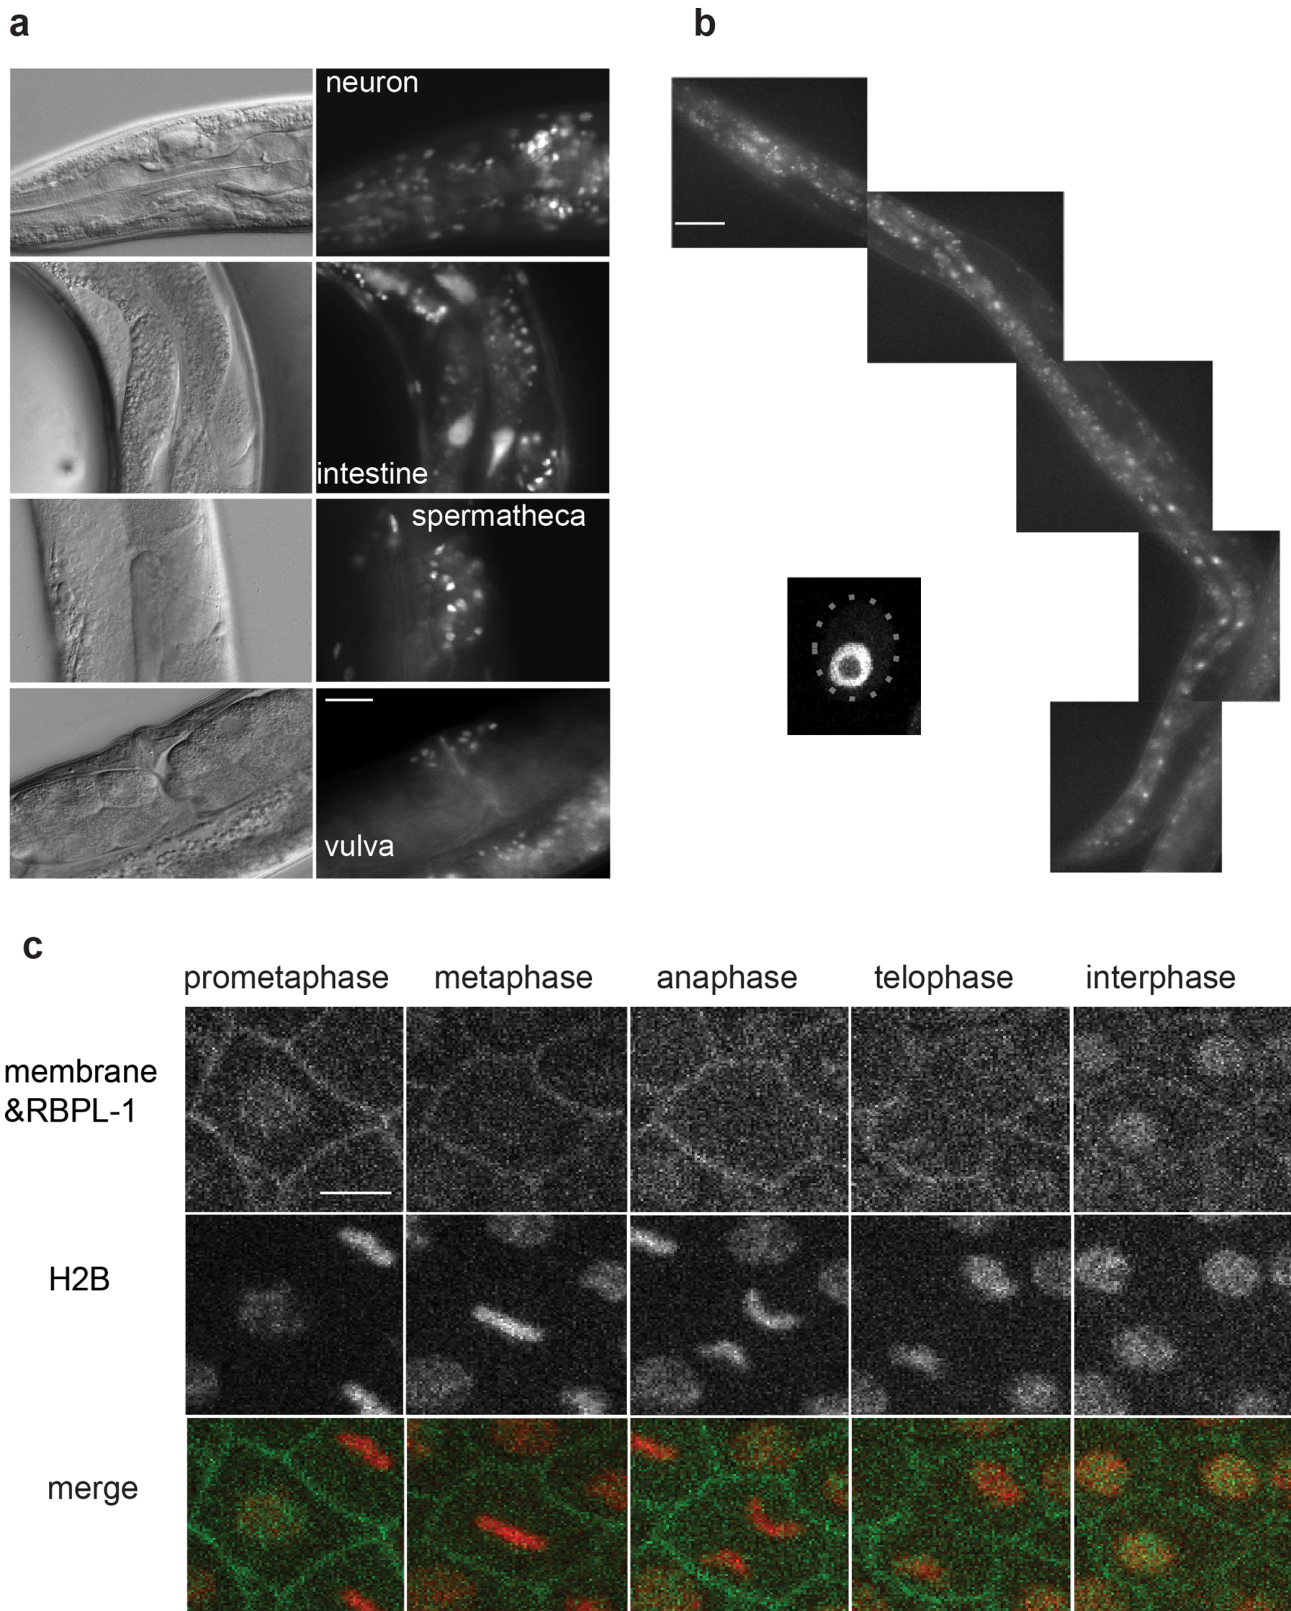 a
b
neuron
intestine
spermatheca
vulva
c
prometaphase metaphase anaphase telophase interphase
membrane
&RBPL-1
H2B
merge